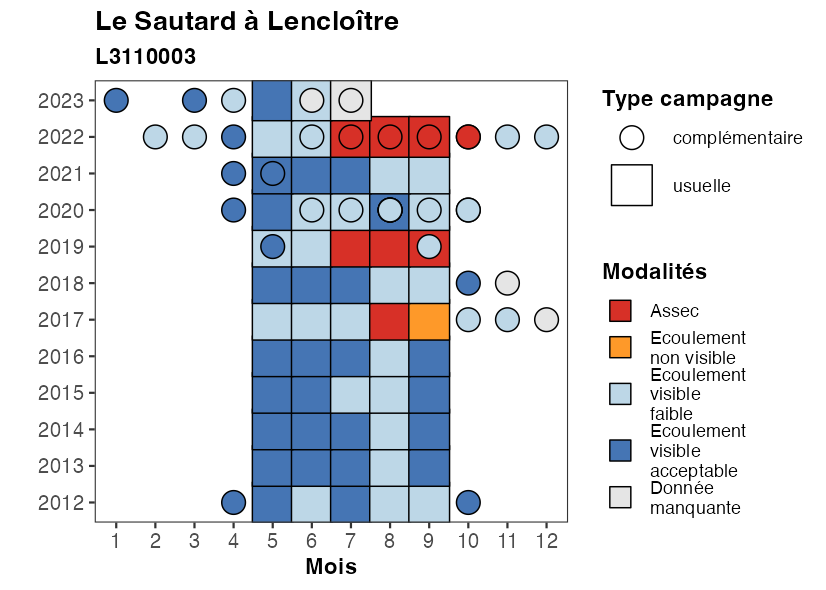 Le Sautard à Lencloître
L3110003
2023
2022
2021
2020
2019
2018
2017
2016
2015
2014
2013
2012
1 2 3 4 5 6 7 8 9 10 11 12
Mois
Type campagne
complémentaire
usuelle
Modalités
Assec
Ecoulement
non visible
Ecoulement
visible
faible
Ecoulement
visible
acceptable
Donnée
manquante